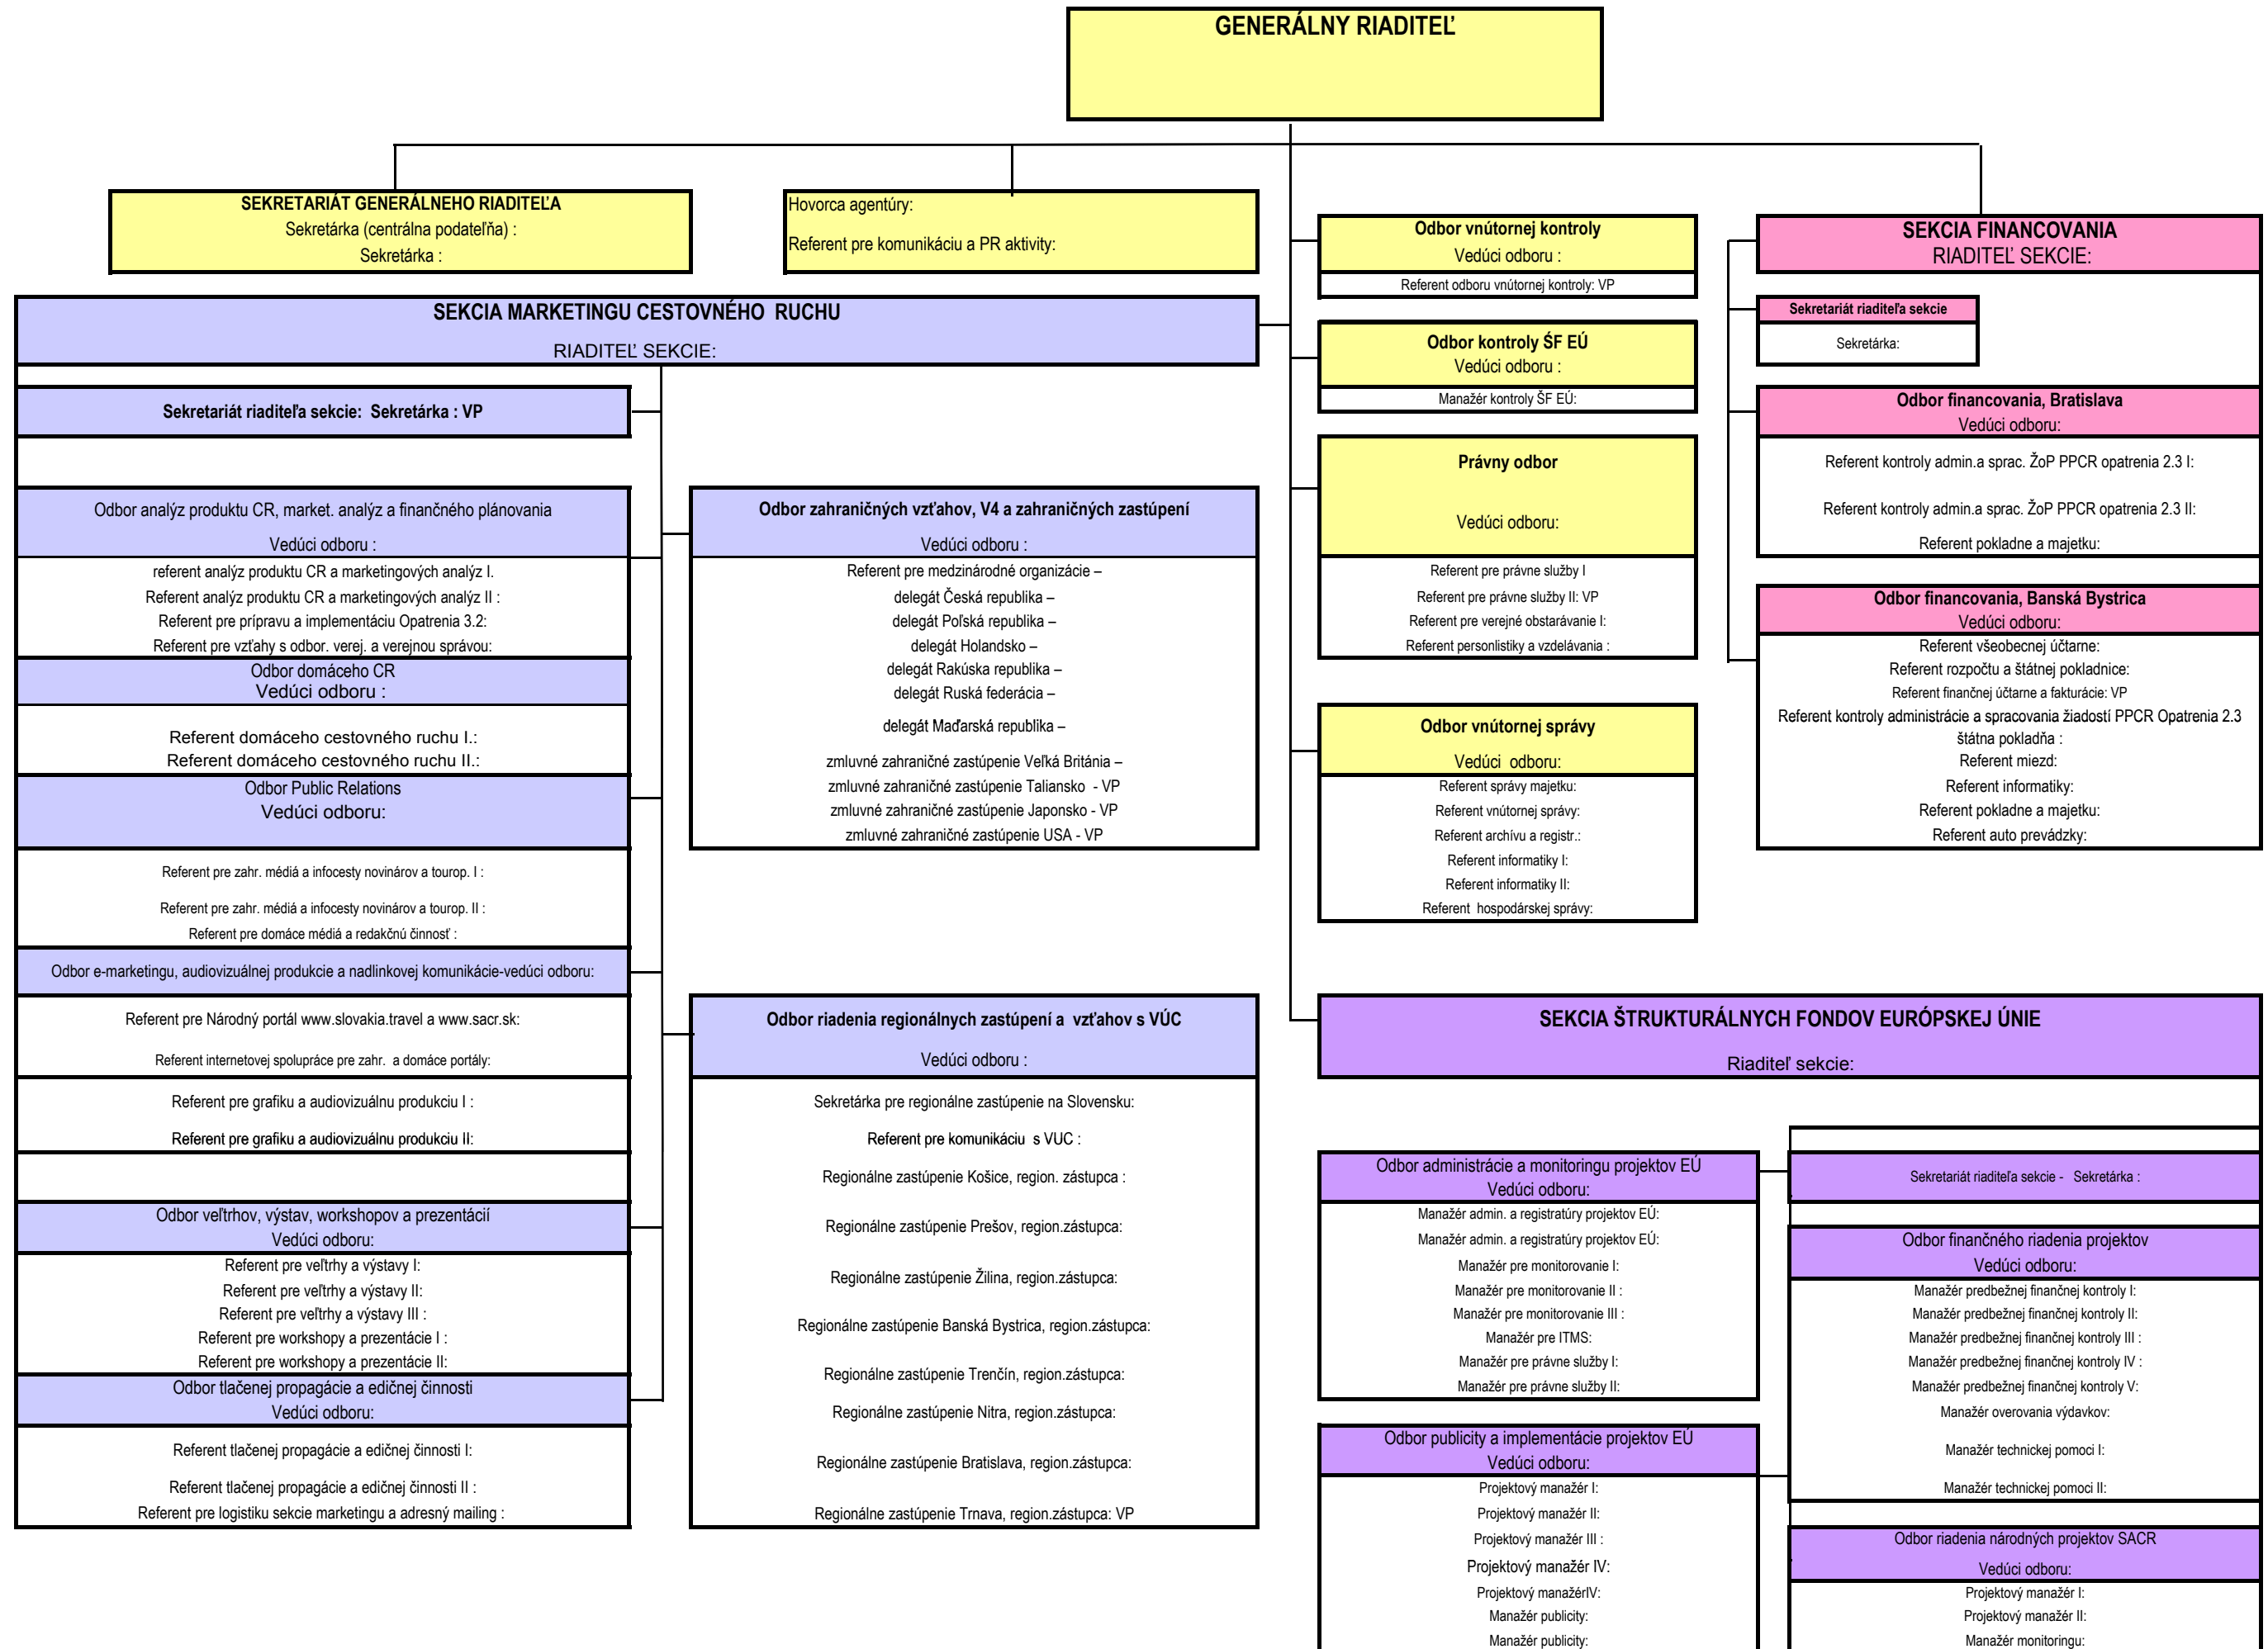 GENERÁLNY RIADITEĽ
SEKRETARIÁT GENERÁLNEHO RIADITEĽA
Sekretárka (centrálna podateľňa) :
Sekretárka :
Hovorca agentúry:
Referent pre komunikáciu a PR aktivity:
Odbor vnútornej kontroly
Vedúci odboru :
Referent odboru vnútornej kontroly: VP
SEKCIA FINANCOVANIA
RIADITEĽ SEKCIE:
SEKCIA MARKETINGU CESTOVNÉHO  RUCHU
RIADITEĽ SEKCIE:
Sekretariát riaditeľa sekcie
Sekretárka:
Odbor kontroly ŚF EÚ
Vedúci odboru :
Manažér kontroly ŠF EÚ:
Sekretariát riaditeľa sekcie:  Sekretárka : VP
Odbor financovania, Bratislava
Vedúci odboru:
Referent kontroly admin.a sprac. ŽoP PPCR opatrenia 2.3 I:
Referent kontroly admin.a sprac. ŽoP PPCR opatrenia 2.3 II:
Referent pokladne a majetku:
Právny odbor
Vedúci odboru:
Referent pre právne služby I
Referent pre právne služby II: VP
Referent pre verejné obstarávanie I:
Referent personlistiky a vzdelávania :
Odbor analýz produktu CR, market. analýz a finančného plánovania
Vedúci odboru :
referent analýz produktu CR a marketingových analýz I.
Referent analýz produktu CR a marketingových analýz II :
Referent pre prípravu a implementáciu Opatrenia 3.2:
Referent pre vzťahy s odbor. verej. a verejnou správou:
Odbor domáceho CR
Vedúci odboru :
Referent domáceho cestovného ruchu I.:
Referent domáceho cestovného ruchu II.:
Odbor Public Relations
Vedúci odboru:
Referent pre zahr. médiá a infocesty novinárov a tourop. I :
Referent pre zahr. médiá a infocesty novinárov a tourop. II :
Referent pre domáce médiá a redakčnú činnosť :
Odbor e-marketingu, audiovizuálnej produkcie a nadlinkovej komunikácie-vedúci odboru:
Referent pre Národný portál www.slovakia.travel a www.sacr.sk:
Referent internetovej spolupráce pre zahr.  a domáce portály:
Referent pre grafiku a audiovizuálnu produkciu I :
Referent pre grafiku a audiovizuálnu produkciu II:
Odbor veľtrhov, výstav, workshopov a prezentácií
Vedúci odboru:
Referent pre veľtrhy a výstavy I:
Referent pre veľtrhy a výstavy II:
Referent pre veľtrhy a výstavy III :
Referent pre workshopy a prezentácie I :
Referent pre workshopy a prezentácie II:
Odbor tlačenej propagácie a edičnej činnosti
Vedúci odboru:
Referent tlačenej propagácie a edičnej činnosti I:
Referent tlačenej propagácie a edičnej činnosti II :
Referent pre logistiku sekcie marketingu a adresný mailing :
Odbor zahraničných vzťahov, V4 a zahraničných zastúpení
Vedúci odboru :
Referent pre medzinárodné organizácie –
delegát Česká republika –
delegát Poľská republika –
delegát Holandsko –
delegát Rakúska republika –
delegát Ruská federácia –
delegát Maďarská republika –
zmluvné zahraničné zastúpenie Veľká Británia –
zmluvné zahraničné zastúpenie Taliansko  - VP
zmluvné zahraničné zastúpenie Japonsko - VP
zmluvné zahraničné zastúpenie USA - VP
Odbor riadenia regionálnych zastúpení a  vzťahov s VÚC
Vedúci odboru :
Sekretárka pre regionálne zastúpenie na Slovensku:
Referent pre komunikáciu  s VUC :
Regionálne zastúpenie Košice, region. zástupca :
Regionálne zastúpenie Prešov, region.zástupca:
Regionálne zastúpenie Žilina, region.zástupca:
Regionálne zastúpenie Banská Bystrica, region.zástupca:
Regionálne zastúpenie Trenčín, region.zástupca:
Regionálne zastúpenie Nitra, region.zástupca:
Regionálne zastúpenie Bratislava, region.zástupca:
Regionálne zastúpenie Trnava, region.zástupca: VP
Odbor vnútornej správy
Vedúci  odboru:
Referent správy majetku:
Referent vnútornej správy:
Referent archívu a registr.:
Referent informatiky I:
Referent informatiky II:
Referent  hospodárskej správy:
Odbor financovania, Banská Bystrica
Vedúci odboru:
Referent všeobecnej účtarne:
Referent rozpočtu a štátnej pokladnice:
Referent finančnej účtarne a fakturácie: VP
Referent kontroly administrácie a spracovania žiadostí PPCR Opatrenia 2.3
štátna pokladňa :
Referent miezd:
Referent informatiky:
Referent pokladne a majetku:
Referent auto prevádzky:
SEKCIA ŠTRUKTURÁLNYCH FONDOV EURÓPSKEJ ÚNIE
Riaditeľ sekcie:
Odbor administrácie a monitoringu projektov EÚ
Vedúci odboru:
Manažér admin. a registratúry projektov EÚ:
Manažér admin. a registratúry projektov EÚ:
Manažér pre monitorovanie I:
Manažér pre monitorovanie II :
Manažér pre monitorovanie III :
Manažér pre ITMS:
Manažér pre právne služby I:
Manažér pre právne služby II:
Odbor publicity a implementácie projektov EÚ
Vedúci odboru:
Projektový manažér I:
Projektový manažér II:
Projektový manažér III :
Projektový manažér IV:
Projektový manažérIV:
Manažér publicity:
Manažér publicity:
Sekretariát riaditeľa sekcie -   Sekretárka :
Odbor finančného riadenia projektov
Vedúci odboru:
Manažér predbežnej finančnej kontroly I:
Manažér predbežnej finančnej kontroly II:
Manažér predbežnej finančnej kontroly III :
Manažér predbežnej finančnej kontroly IV :
Manažér predbežnej finančnej kontroly V:
Manažér overovania výdavkov:
Manažér technickej pomoci I:
Manažér technickej pomoci II:
Odbor riadenia národných projektov SACR
Vedúci odboru:
Projektový manažér I:
Projektový manažér II:
Manažér monitoringu: